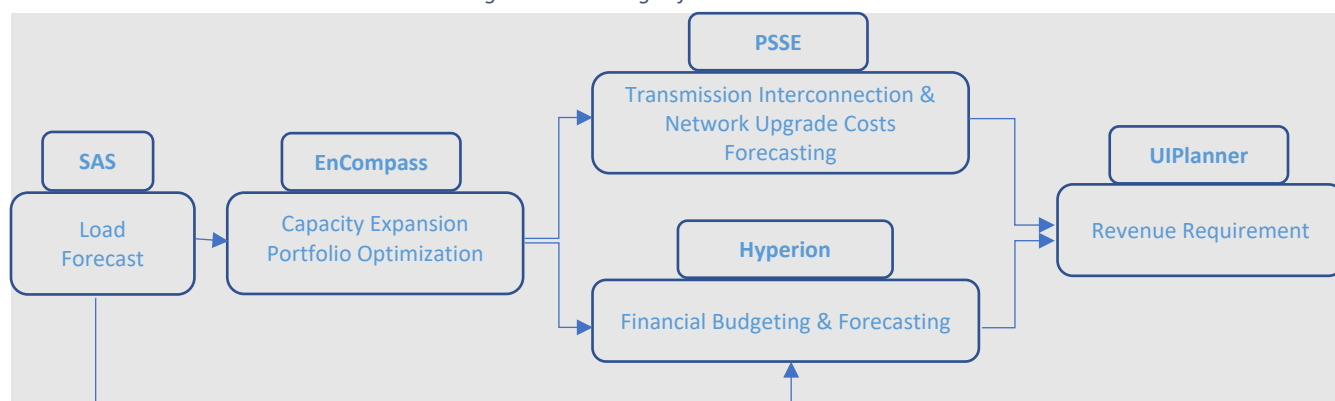 PSSE
Transmission Interconnection &
Network Upgrade Costs
Forecasting
SAS
Load
Forecast
EnCompass
Capacity Expansion
Portfolio Optimization
Hyperion
Financial Budgeting & Forecasting
UIPlanner
Revenue Requirement